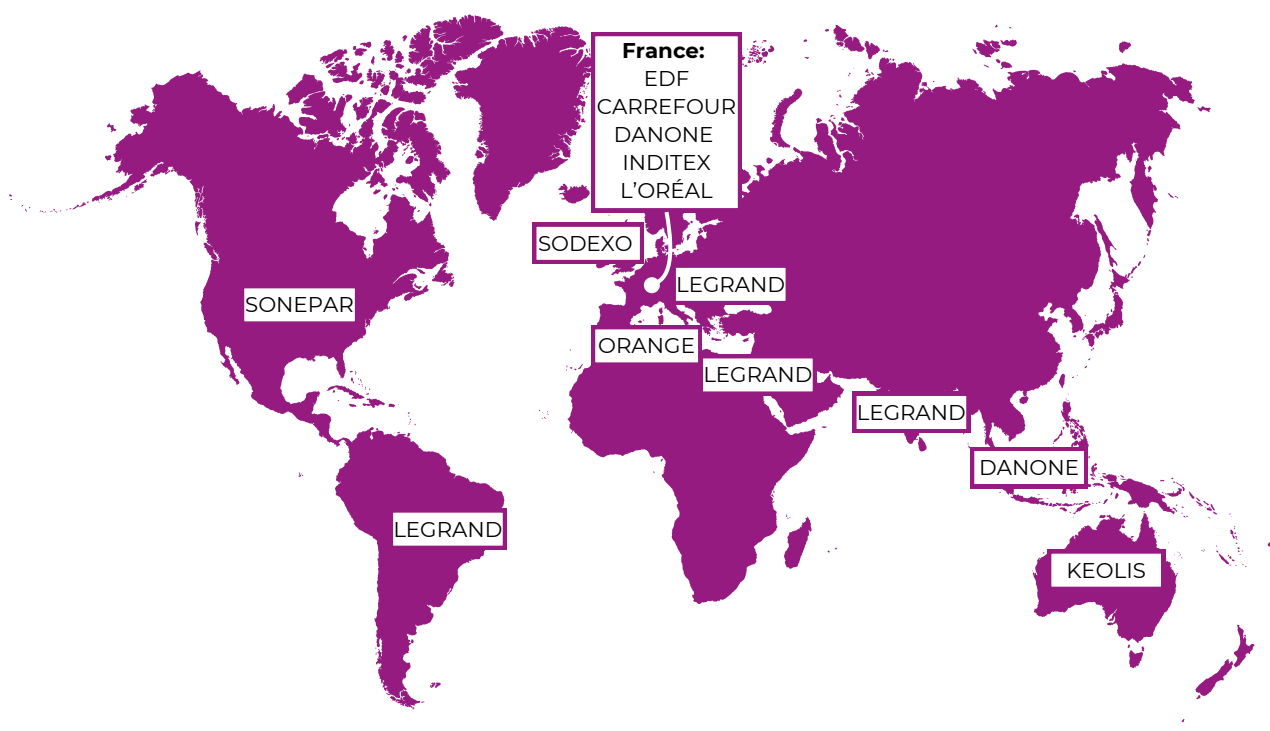 France:
EDF
CARREFOUR
DANONE
INDITEX
L'ORÉAL
SODEXO
LEGRAND
SONEPAR
ORANGE
LEGRAND
LEGRAND
DANONE
LEGRAND
KEOLIS